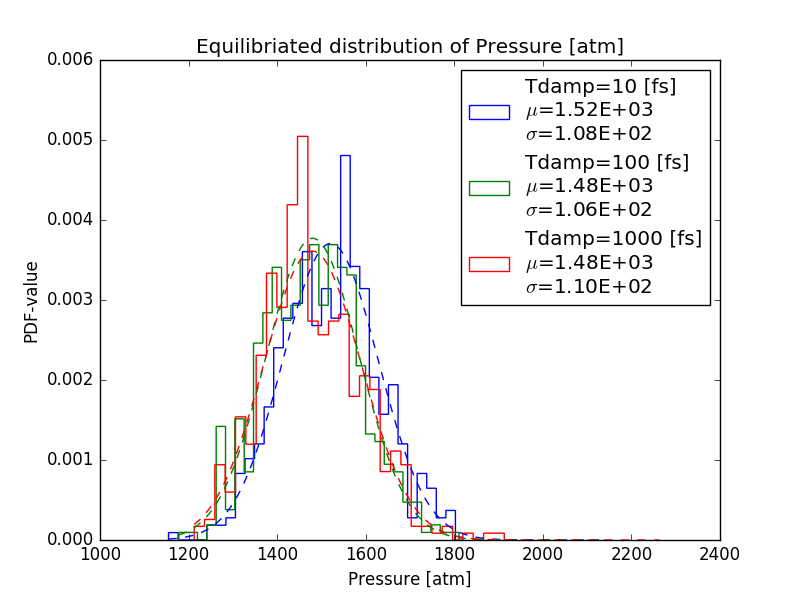 Equilibriated distribution of Pressure [atm]
0.006
0.005
0.004
0.003
0.002
0.001
0.000
PDF-value
Tdamp=10 [fs]
μ=1.52E+03
σ=1.08E+02
Tdamp=100 [fs]
μ=1.48E+03
σ=1.06E+02
Tdamp=1000 [fs]
μ=1.48E+03
σ=1.10E+02
1000 1200 1400 1600 1800 2000 2200 2400
Pressure [atm]